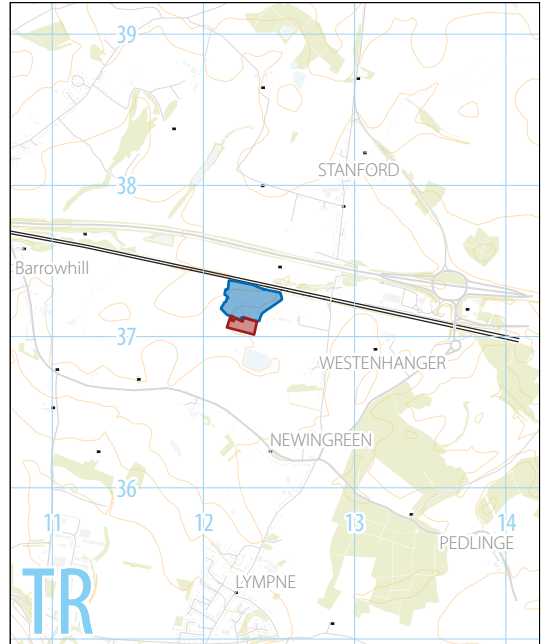 39
38
STANFORD
Barrowhill
37
WESTENHANGER
NEWINGREEN
36
11
12
13
14
PEDLINGE
TR
LYMPNE